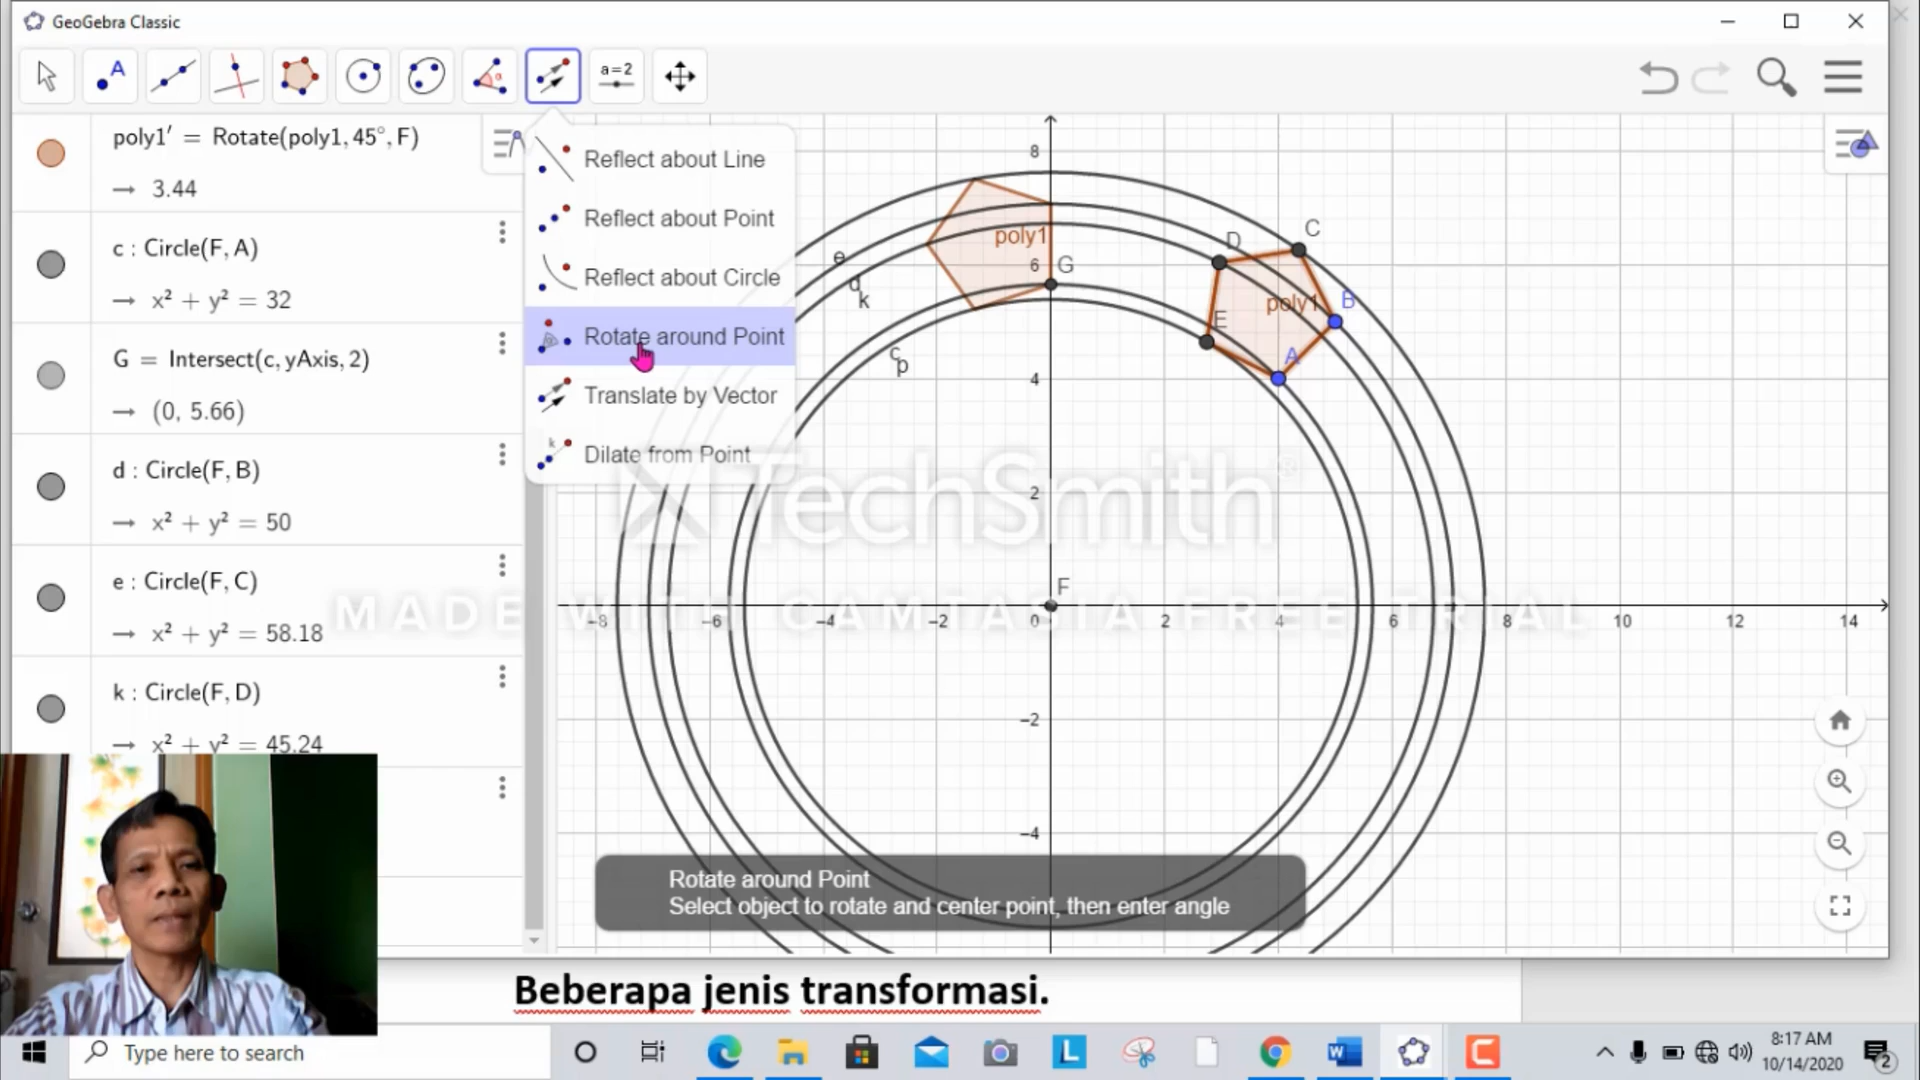 GeoGebra Classic
A
α
a=2
poly1′ = Rotate(poly1, 45°, F)
→ 3.44
c : Circle(F, A)
→ x² + y² = 32
G = Intersect(c, yAxis, 2)
→ (0, 5.66)
d : Circle(F, B)
→ x² + y² = 50
e : Circle(F, C)
→ x² + y² = 58.18
k : Circle(F, D)
→ x² + y² = 45.24
Reflect about Line
Reflect about Point
Reflect about Circle
Rotate around Point
Translate by Vector
k
Dilate from Point
8
6
4
2
0
−2
−4
−8
−6
−4
−2
2
4
6
8
10
12
14
poly1
G
e
d
k
c
p
D
C
B
poly1
E
A
F
TechSmith®
MADE WITH CAMTASIA FREE TRIAL
Rotate around Point
Select object to rotate and center point, then enter angle
Beberapa jenis transformasi.
Type here to search
L
W
C
8:17 AM
10/14/2020
2